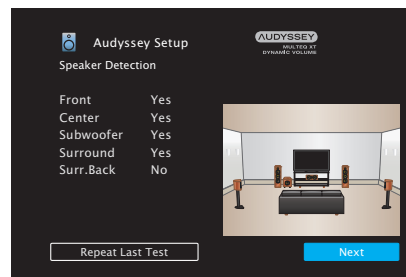 Audyssey Setup
AUDYSSEY
MULTEQ XT
DYNAMIC VOLUME
Speaker Detection
Front Yes
Center Yes
Subwoofer Yes
Surround Yes
Surr.Back No
Repeat Last Test
Next